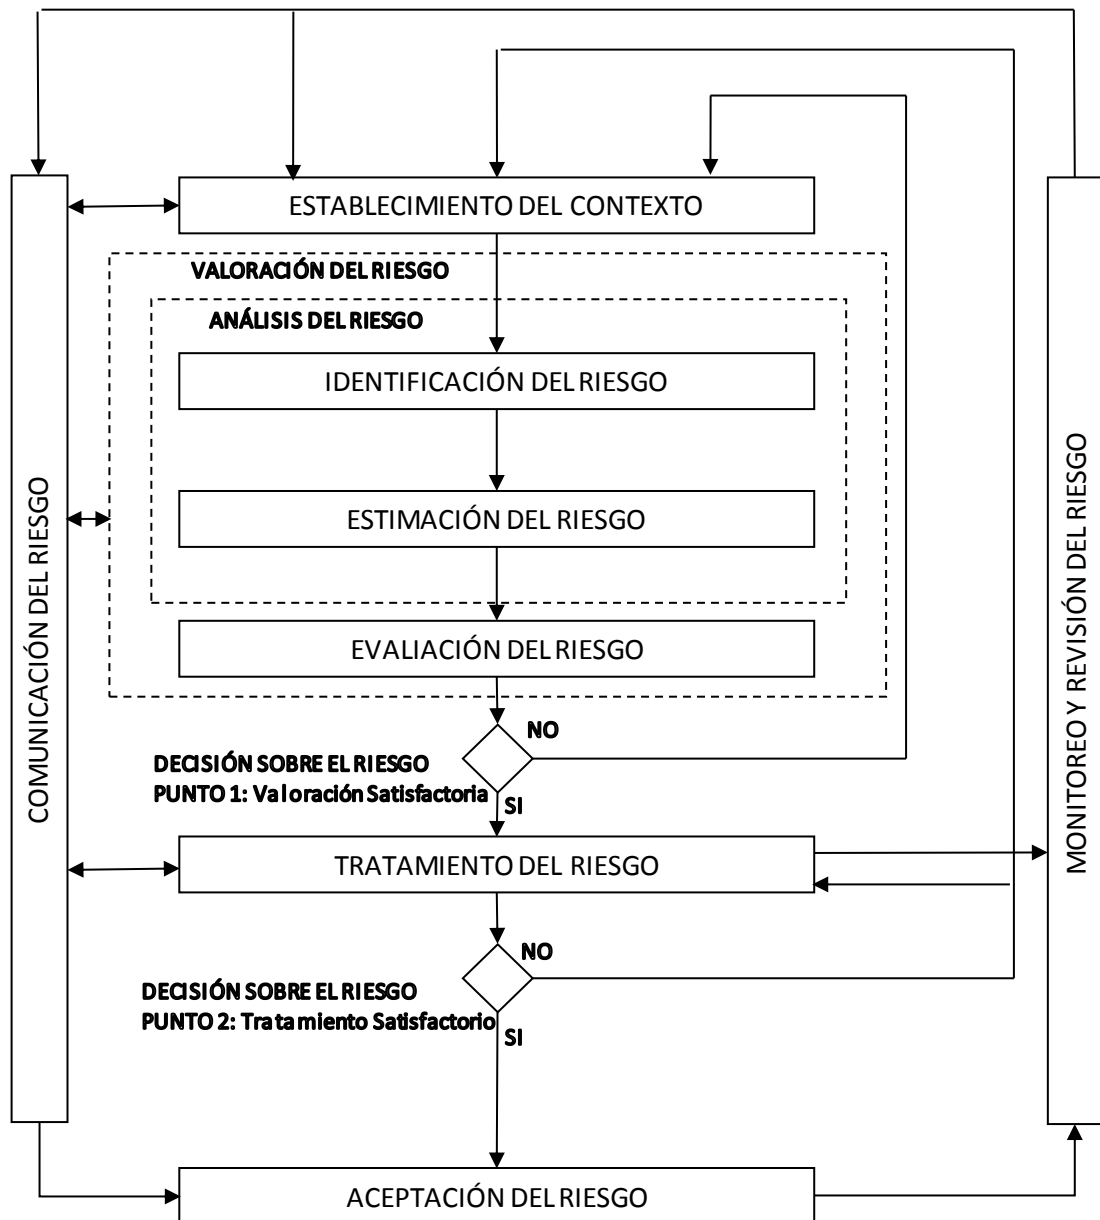 ESTABLECIMIENTO DEL CONTEXTO
VALORACIÓN DEL RIESGO
ANÁLISIS DEL RIESGO
IDENTIFICACIÓN DEL RIESGO
ESTIMACIÓN DEL RIESGO
EVALIACIÓN DEL RIESGO
NO
DECISIÓN SOBRE EL RIESGO
PUNTO 1: Valoración Satisfactoria
SI
TRATAMIENTO DEL RIESGO
NO
DECISIÓN SOBRE EL RIESGO
PUNTO 2: Tratamiento Satisfactorio
SI
ACEPTACIÓN DEL RIESGO
COMUNICACIÓN DEL RIESGO
MONITOREO Y REVISIÓN DEL RIESGO